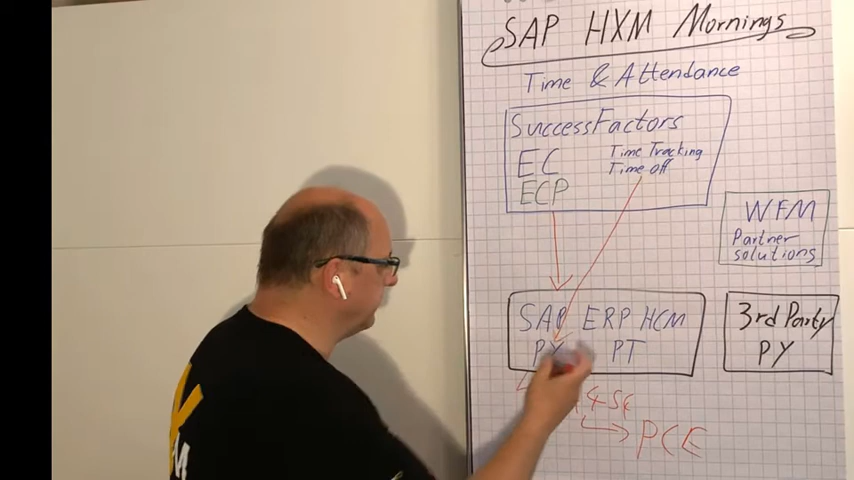 SAP HXM Mornings
Time & Attendance
SuccessFactors
EC
Time Tracking
Time off
ECP
WFM
Partner
solutions
SAP ERP HCM
PY PT
3rd Party
PY
PCE